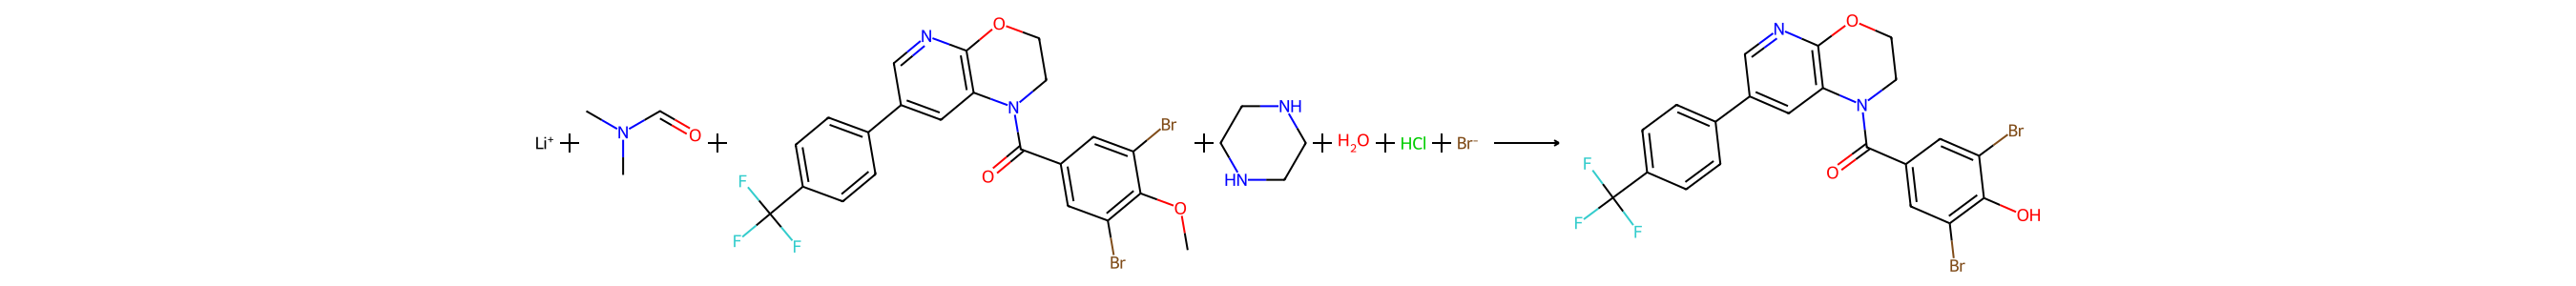 Li⁺ + N O + N O N O Br O Br F F F + NH HN + H₂O + HCl + Br⁻ → N O N O Br OH Br F F F